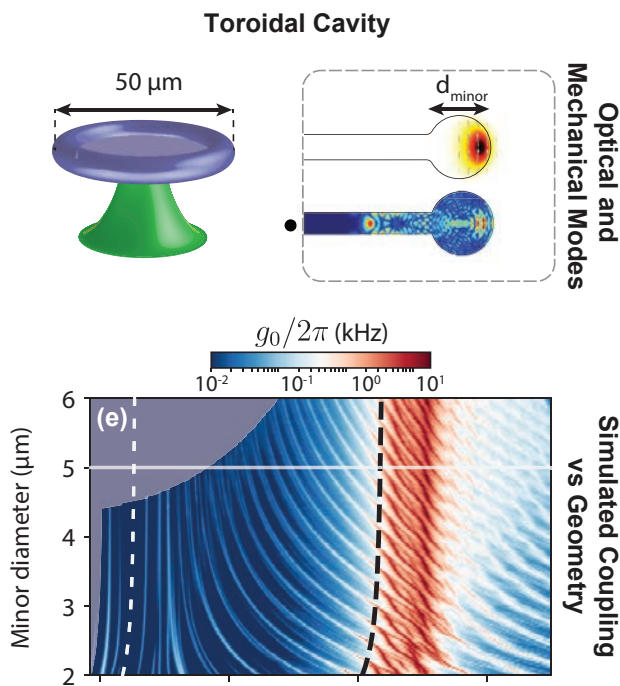 Toroidal Cavity
50 µm
d_minor
Optical and
Mechanical Modes
g₀/2π (kHz)
10⁻² 10⁻¹ 10⁰ 10¹
(e)
Minor diameter (µm)
6
5
4
3
2
Simulated Coupling
vs Geometry